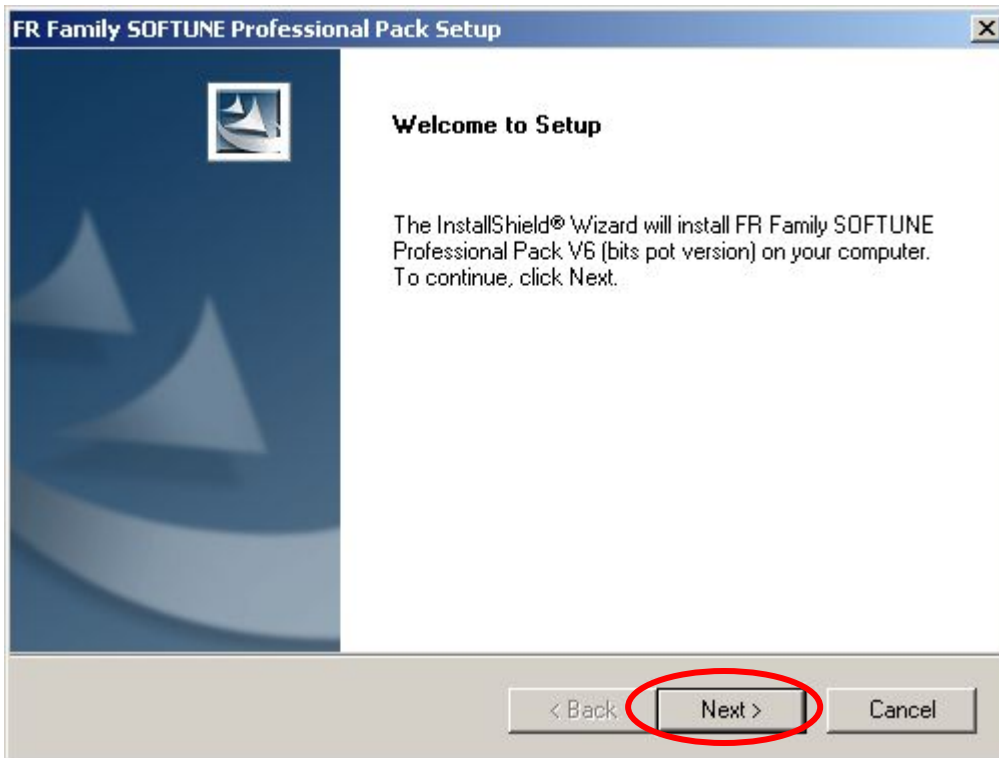 FR Family SOFTUNE Professional Pack Setup
Welcome to Setup
The InstallShield® Wizard will install FR Family SOFTUNE
Professional Pack V6 (bits pot version) on your computer.
To continue, click Next.
< Back
Next >
Cancel